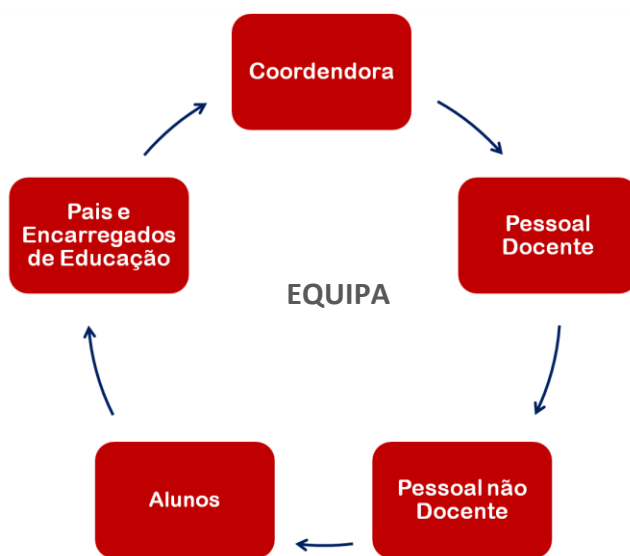 Coordendora
Pessoal
Docente
Pais e
Encarregados
de Educação
EQUIPA
Alunos
Pessoal não
Docente